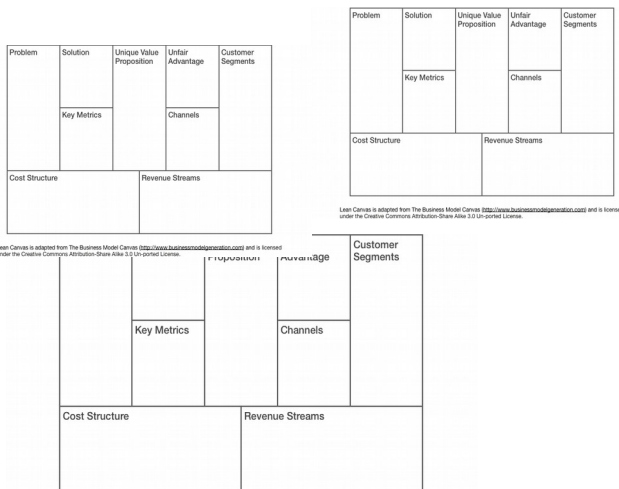 Problem
Solution
Unique Value
Proposition
Unfair
Advantage
Customer
Segments
Key Metrics
Channels
Cost Structure
Revenue Streams
ean Canvas is adapted from The Business Model Canvas (http://www.businessmodelgeneration.com) and is licensed
nder the Creative Commons Attribution-Share Alike 3.0 Un-ported License.
Problem
Solution
Unique Value
Proposition
Unfair
Advantage
Customer
Segments
Key Metrics
Channels
Cost Structure
Revenue Streams
Lean Canvas is adapted from The Business Model Canvas (http://www.businessmodelgeneration.com) and is license
under the Creative Commons Attribution-Share Alike 3.0 Un-ported License.
Proposition
Advantage
Customer
Segments
Key Metrics
Channels
Cost Structure
Revenue Streams